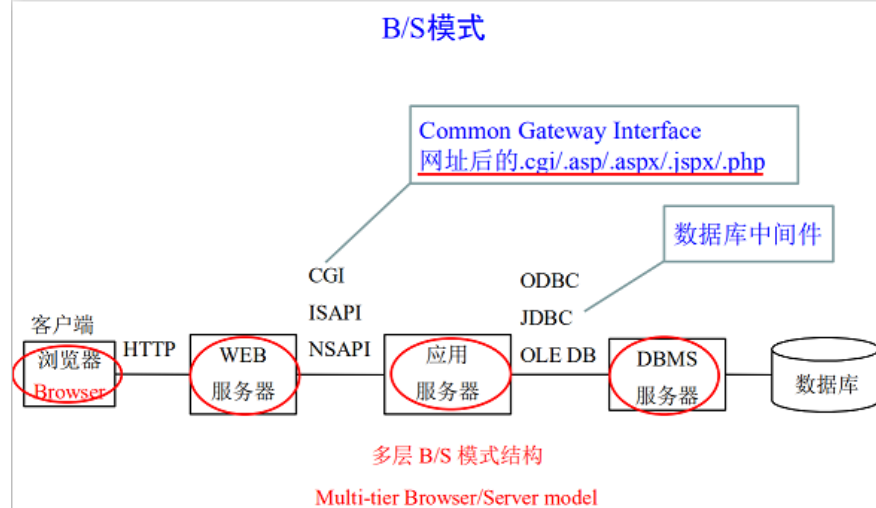 B/S模式
Common Gateway Interface
网址后的.cgi/.asp/.aspx/.jspx/.php
数据库中间件
CGI
ISAPI
NSAPI
ODBC
JDBC
OLE DB
客户端
浏览器
Browser
HTTP
WEB
服务器
应用
服务器
DBMS
服务器
数据库
多层 B/S 模式结构
Multi-tier Browser/Server model